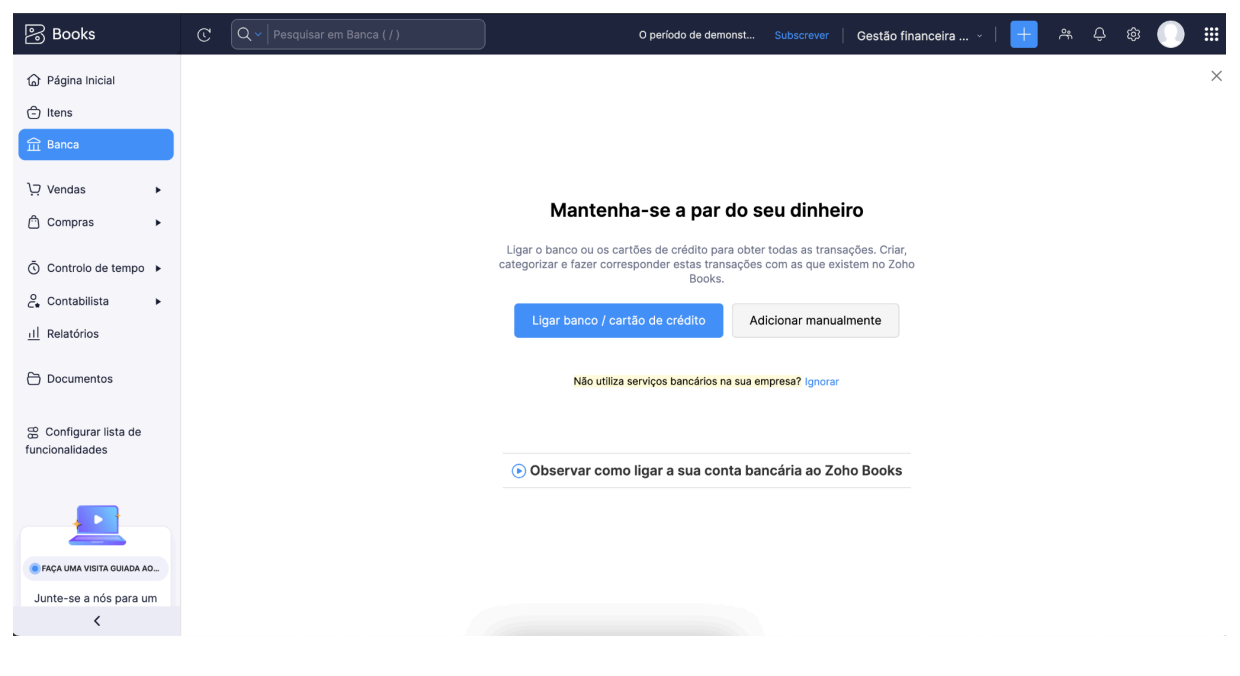 Books
Pesquisar em Banca ( / )
O período de demonst...
Subscrever
Gestão financeira ...
Página Inicial
Itens
Banca
Vendas
Compras
Controlo de tempo
Contabilista
Relatórios
Documentos
Configurar lista de
funcionalidades
FAÇA UMA VISITA GUIADA AO...
Junte-se a nós para um
Mantenha-se a par do seu dinheiro
Ligar o banco ou os cartões de crédito para obter todas as transações. Criar,
categorizar e fazer corresponder estas transações com as que existem no Zoho
Books.
Ligar banco / cartão de crédito
Adicionar manualmente
Não utiliza serviços bancários na sua empresa? Ignorar
Observar como ligar a sua conta bancária ao Zoho Books